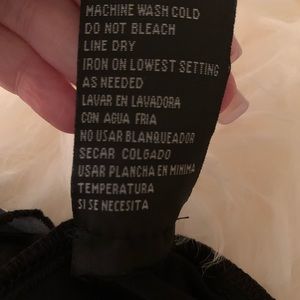 MACHINE WASH COLD
DO NOT BLEACH
LINE DRY
IRON ON LOWEST SETTING
AS NEEDED
LAVAR EN LAVADORA
CON AGUA FRIA
NO USAR BLANQUEADOR
SECAR COLGADO
USAR PLANCHA EN MINIMA
TEMPERATURA
SI SE NECESITA